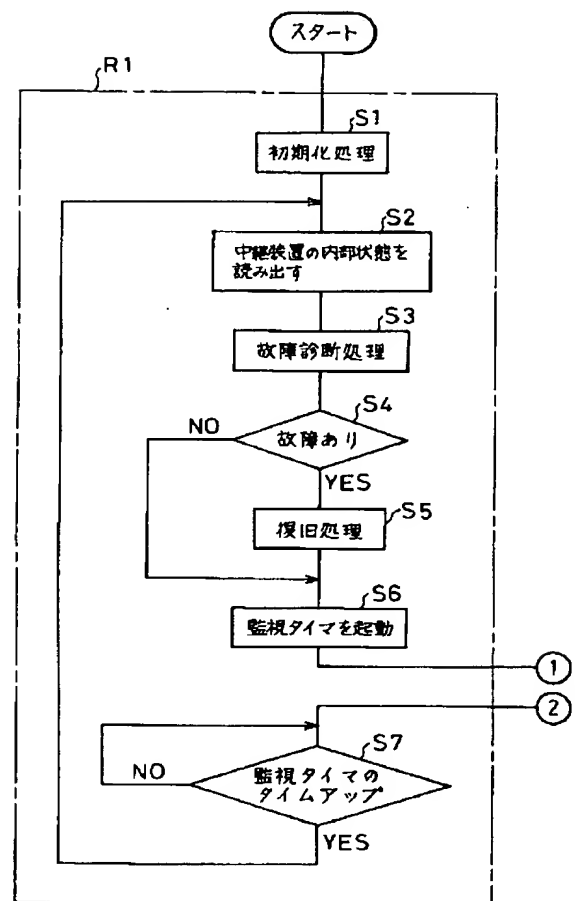 スタート
R1
S1
初期化処理
S2
中継装置の内部状態を
読み出す
S3
故障診断処理
S4
故障あり
NO
YES
S5
復旧処理
S6
監視タイマを起動
1
2
S7
監視タイマの
タイムアップ
NO
YES